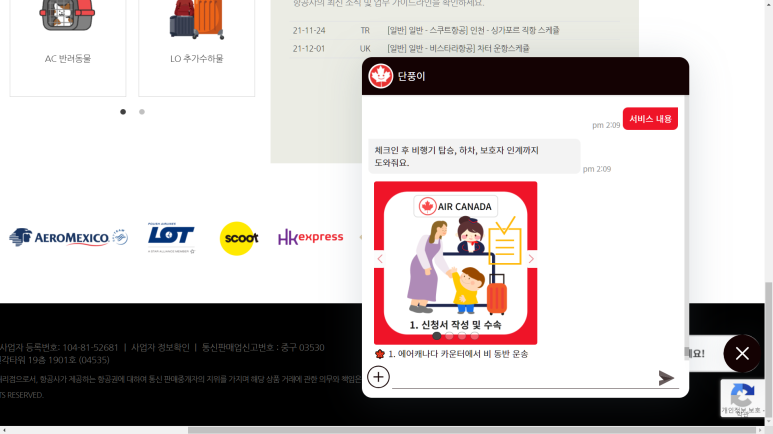 항공사의 최신 소식 및 업무 가이드라인을 확인하세요.
21-11-24 TR [일반] 일반 - 스쿠트항공] 인천 - 싱가포르 직항 스케쥴
21-12-01 UK [일반] 일반 - 비스타라항공] 차터 운항스케쥴
AC 반려동물
LO 추가수하물
단풍이
서비스 내용
pm 2:09
체크인 후 비행기 탑승, 하차, 보호자 인계까지
도와줘요.
pm 2:09
AIR CANADA
1. 신청서 작성 및 수속
1. 에어캐나다 카운터에서 비 동반 운송
AEROMEXICO
LOT
scoot
HK express
사업자 등록번호: 104-81-52681 | 사업자 정보확인 | 통신판매업신고번호 : 중구 03530
각타워 19층 1901호 (04535)
리점으로서, 항공사가 제공하는 항공권에 대하여 통신 판매중개자의 지위를 가지며 해당 상품 거래에 관한 의무와 책임은
TS RESERVED.
요!
개인정보 보호 -
약관